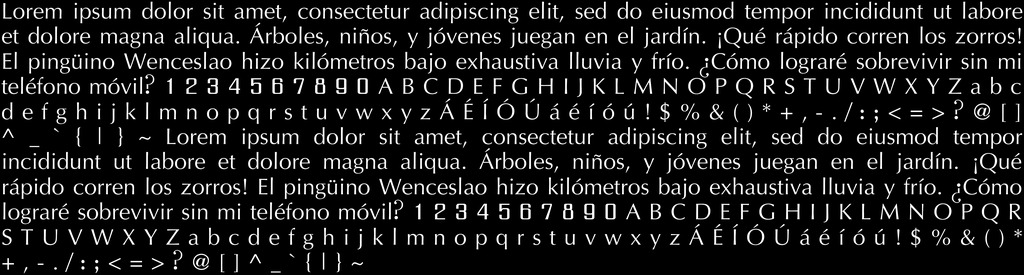 Lorem ipsum dolor sit amet, consectetur adipiscing elit, sed do eiusmod tempor incididunt ut labore
et dolore magna aliqua. Árboles, niños, y jóvenes juegan en el jardín. ¡Qué rápido corren los zorros!
El pingüino Wenceslao hizo kilómetros bajo exhaustiva lluvia y frío. ¿Cómo lograré sobrevivir sin mi
teléfono móvil? 1 2 3 4 5 6 7 8 9 0 A B C D E F G H I J K L M N O P Q R S T U V W X Y Z a b c
d e f g h i j k l m n o p q r s t u v w x y z Á É Í Ó Ú á é í ó ú ! $ % & ( ) * + , - . / : ; < = > ? @ [ ]
^ _ ` { | } ~ Lorem ipsum dolor sit amet, consectetur adipiscing elit, sed do eiusmod tempor
incididunt ut labore et dolore magna aliqua. Árboles, niños, y jóvenes juegan en el jardín. ¡Qué
rápido corren los zorros! El pingüino Wenceslao hizo kilómetros bajo exhaustiva lluvia y frío. ¿Cómo
lograré sobrevivir sin mi teléfono móvil? 1 2 3 4 5 6 7 8 9 0 A B C D E F G H I J K L M N O P Q R
S T U V W X Y Z a b c d e f g h i j k l m n o p q r s t u v w x y z Á É Í Ó Ú á é í ó ú ! $ % & ( ) *
+ , - . / : ; < = > ? @ [ ] ^ _ ` { | } ~